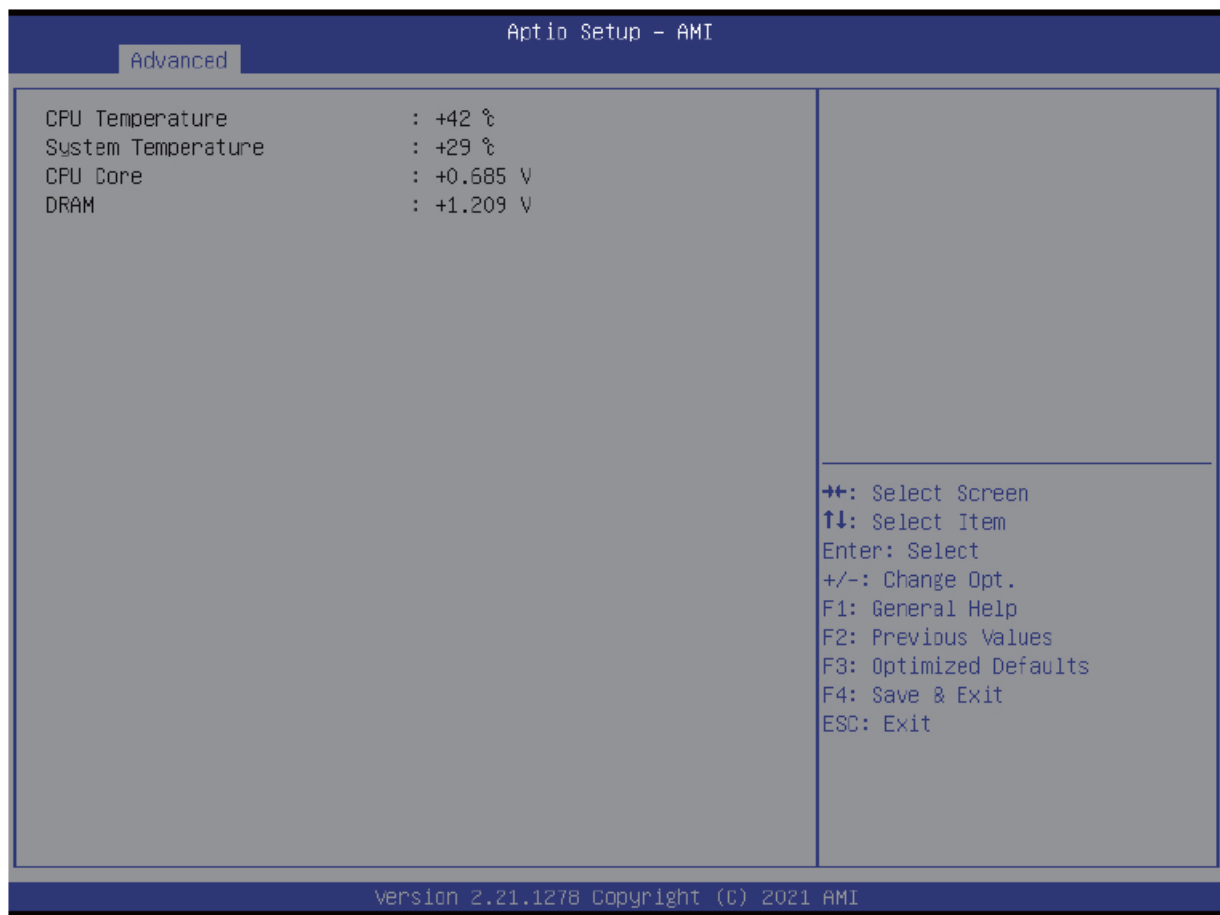 Aptio Setup – AMI
Advanced
CPU Temperature : +42 ℃
System Temperature : +29 ℃
CPU Core : +0.685 V
DRAM : +1.209 V
→←: Select Screen
↑↓: Select Item
Enter: Select
+/-: Change Opt.
F1: General Help
F2: Previous Values
F3: Optimized Defaults
F4: Save & Exit
ESC: Exit
Version 2.21.1278 Copyright (C) 2021 AMI